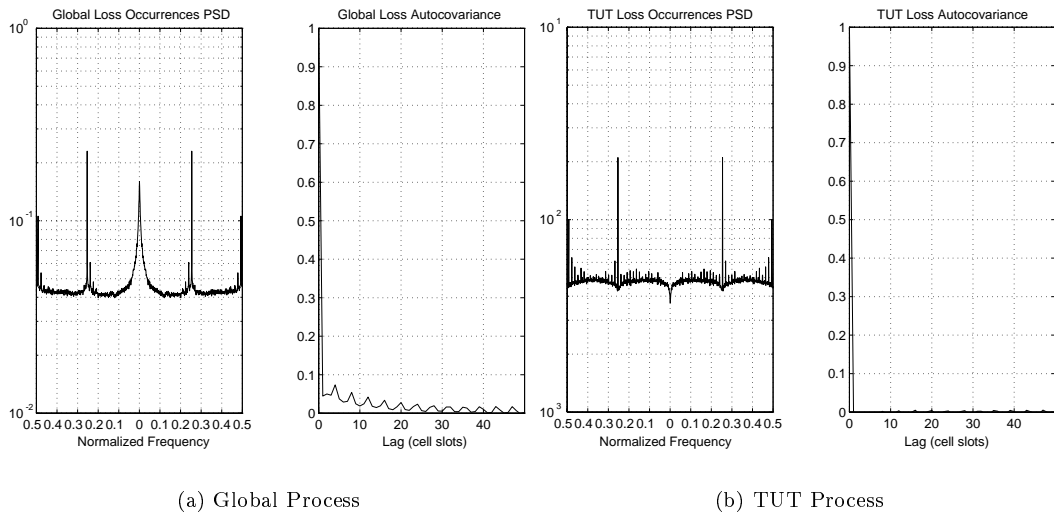 Global Loss Occurrences PSD
10^0
10^-1
10^-2
0.5 0.4 0.3 0.2 0.1 0 0.1 0.2 0.3 0.4 0.5
Normalized Frequency
Global Loss Autocovariance
1
0.9
0.8
0.7
0.6
0.5
0.4
0.3
0.2
0.1
0
0 10 20 30 40
Lag (cell slots)
TUT Loss Occurrences PSD
10^1
10^2
10^3
0.5 0.4 0.3 0.2 0.1 0 0.1 0.2 0.3 0.4 0.5
Normalized Frequency
TUT Loss Autocovariance
1
0.9
0.8
0.7
0.6
0.5
0.4
0.3
0.2
0.1
0
0 10 20 30 40
Lag (cell slots)
(a) Global Process
(b) TUT Process